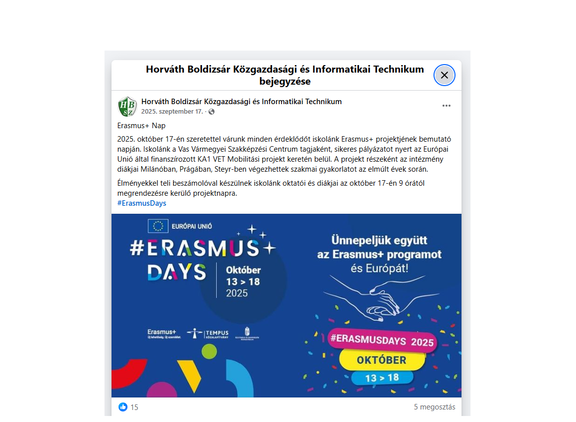 Horváth Boldizsár Közgazdasági és Informatikai Technikum
bejegyzése
Horváth Boldizsár Közgazdasági és Informatikai Technikum
2025. szeptember 17. ·
Erasmus+ Nap
2025. október 17-én szeretettel várunk minden érdeklődőt iskolánk Erasmus+ projektjének bemutató
napján. Iskolánk a Vas Vármegyei Szakképzési Centrum tagjaként, sikeres pályázatot nyert az Európai
Unió által finanszírozott KA1 VET Mobilitási projekt keretén belül. A projekt részeként az intézmény
diákjai Milánóban, Prágában, Steyr-ben végezhettek szakmai gyakorlatot az elmúlt évek során.
Élményekkel teli beszámolóval készülnek iskolánk oktatói és diákjai az október 17-én 9 órától
megrendezésre kerülő projektnapra.
#ErasmusDays
EURÓPAI UNIÓ
#ERASMUS
DAYS
Október
13 > 18
2025
Erasmus+
TEMPUS
KÖZALAPÍTVÁNY
Ünnepeljük együtt
az Erasmus+ programot
és Európát!
#ERASMUSDAYS 2025
OKTÓBER
13 > 18
15
5 megosztás